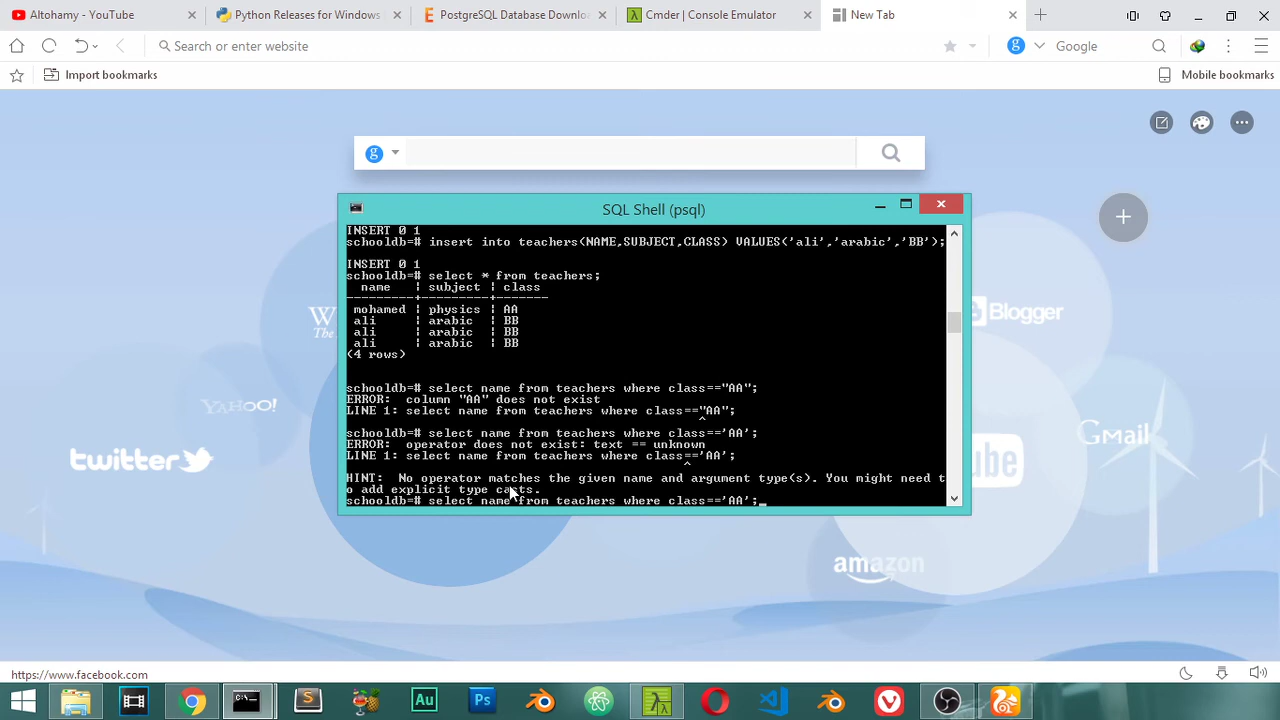 Altohamy - YouTube
Python Releases for Windows
PostgreSQL Database Downlo
Cmder | Console Emulator
New Tab
Search or enter website
Google
Import bookmarks
Mobile bookmarks
SQL Shell (psql)
INSERT 0 1
schooldb=# insert into teachers(NAME,SUBJECT,CLASS) VALUES('ali','arabic','BB');
INSERT 0 1
schooldb=# select * from teachers;
name | subject | class
---------+---------+-------
mohamed | physics | AA
ali | arabic | BB
ali | arabic | BB
ali | arabic | BB
(4 rows)
schooldb=# select name from teachers where class=="AA";
ERROR: column "AA" does not exist
LINE 1: select name from teachers where class=="AA";
^
schooldb=# select name from teachers where class=='AA';
ERROR: operator does not exist: text == unknown
LINE 1: select name from teachers where class=='AA';
^
HINT: No operator matches the given name and argument type(s). You might need t
o add explicit type casts.
schooldb=# select name from teachers where class=='AA';_
W
The
YAHOO!
twitter
Blogger
Gmail
amazon
https://www.facebook.com
C:\_
Au
Ps